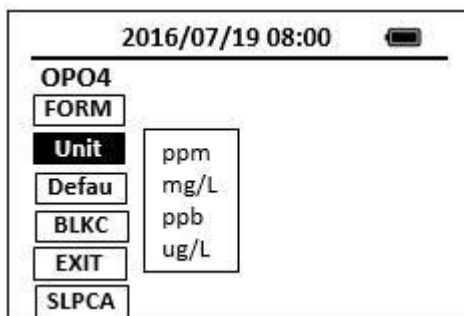 2016/07/19 08:00
OPO4
FORM
Unit
Defau
BLKC
EXIT
SLPCA
ppm
mg/L
ppb
ug/L